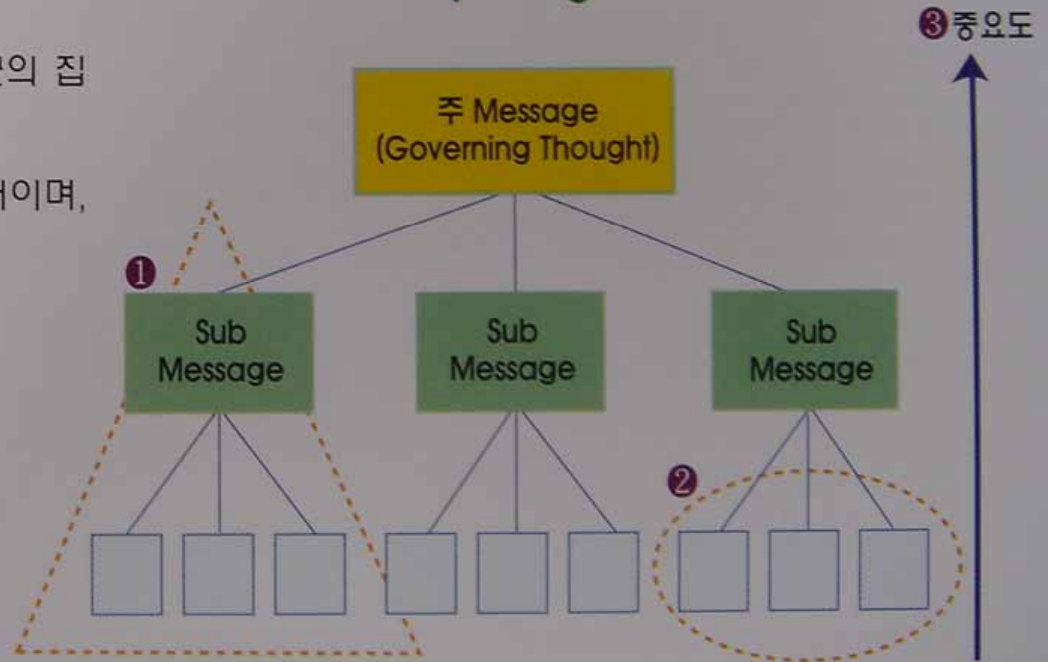 ❸중요도
의 집
주 Message
(Governing Thought)
이며,
❶
Sub
Message
Sub
Message
Sub
Message
❷